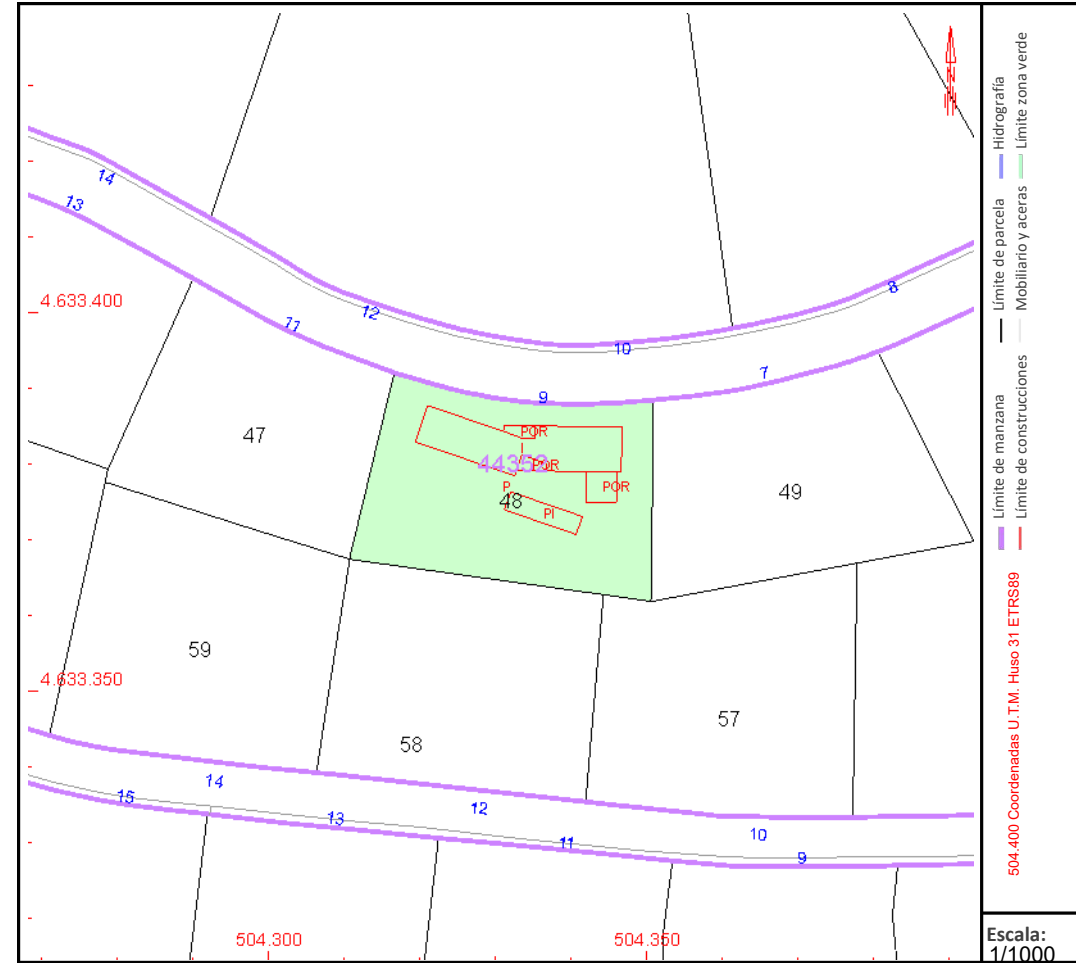 N
14
13
4.633.400
12
8
11
10
7
9
47
POR
44352
POR
P
POR
49
48
PI
59
4.633.350
57
58
14
12
15
13
10
11
9
504.300
504.350
Hidrografía
Límite zona verde
Límite de parcela
Mobiliario y aceras
Límite de manzana
Límite de construcciones
504.400 Coordenadas U.T.M. Huso 31 ETRS89
Escala:
1/1000